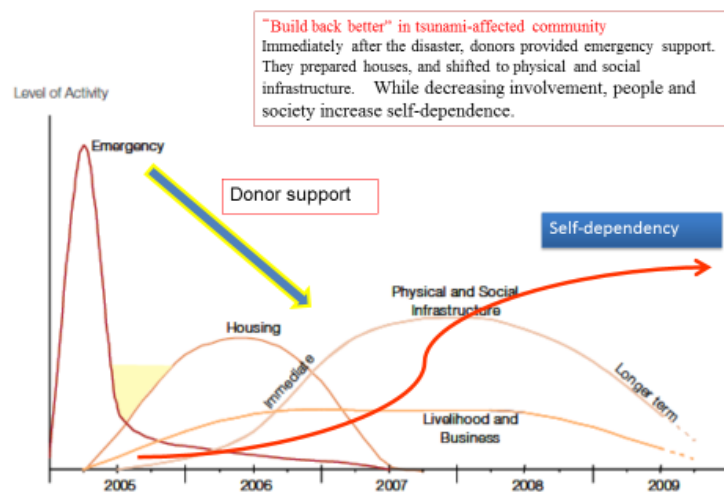 “Build back better” in tsunami-affected community
Immediately after the disaster, donors provided emergency support.
They prepared houses, and shifted to physical and social
infrastructure. While decreasing involvement, people and
society increase self-dependence.
Level of Activity
Emergency
Donor support
Self-dependency
Physical and Social
Infrastructure
Housing
Immediate
Longer term
Livelihood and
Business
2005
2006
2007
2008
2009